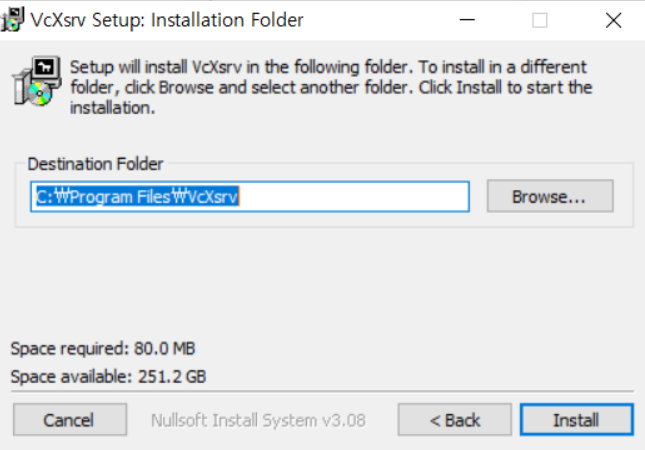 VcXsrv Setup: Installation Folder
Setup will install VcXsrv in the following folder. To install in a different
folder, click Browse and select another folder. Click Install to start the
installation.
Destination Folder
C:₩Program Files₩VcXsrv
Browse...
Space required: 80.0 MB
Space available: 251.2 GB
Cancel
Nullsoft Install System v3.08
< Back
Install